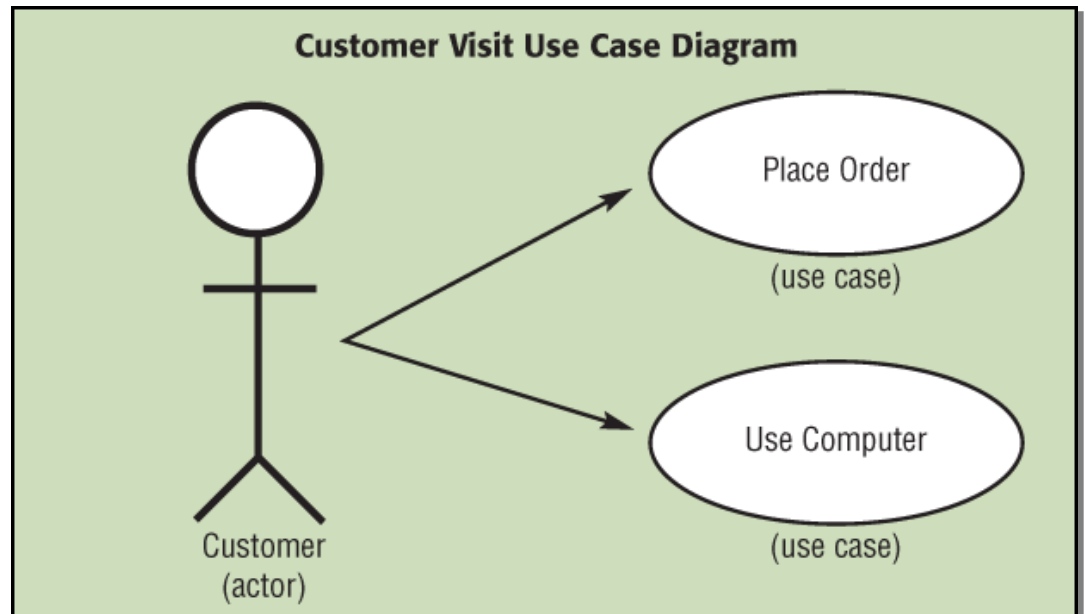 Customer Visit Use Case Diagram
Place Order
(use case)
Use Computer
(use case)
Customer
(actor)